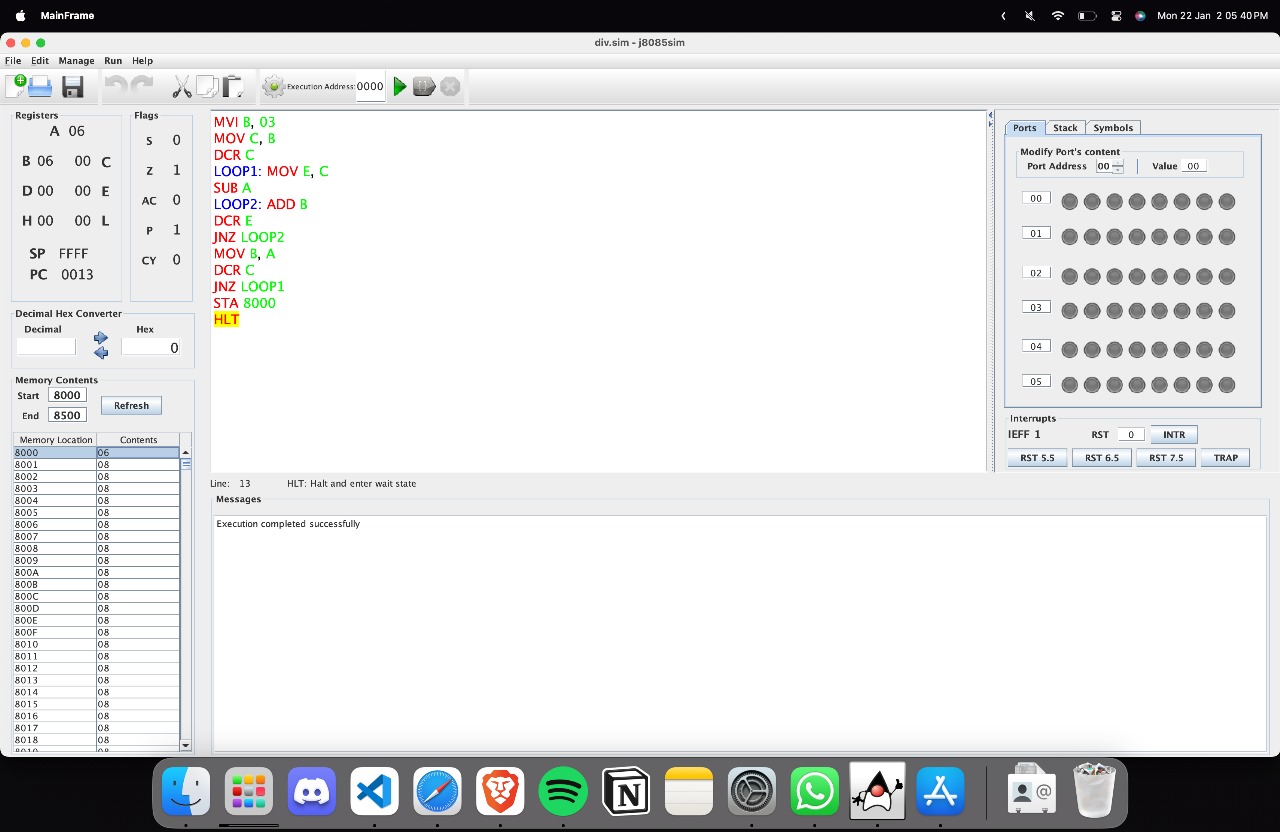 MainFrame
Mon 22 Jan 2 05 40 PM
div.sim - j8085sim
File Edit Manage Run Help
Execution Address: 0000
Registers
A 06
B 06 00 C
D 00 00 E
H 00 00 L
SP FFFF
PC 0013
Flags
S 0
Z 1
AC 0
P 1
CY 0
Decimal Hex Converter
Decimal Hex
0
Memory Contents
Start 8000
End 8500
Refresh
Memory Location Contents
8000 06
8001 08
8002 08
8003 08
8004 08
8005 08
8006 08
8007 08
8008 08
8009 08
800A 08
800B 08
800C 08
800D 08
800E 08
800F 08
8010 08
8011 08
8012 08
8013 08
8014 08
8015 08
8016 08
8017 08
8018 08
8019 08
MVI B, 03
MOV C, B
DCR C
LOOP1: MOV E, C
SUB A
LOOP2: ADD B
DCR E
JNZ LOOP2
MOV B, A
DCR C
JNZ LOOP1
STA 8000
HLT
Line: 13 HLT: Halt and enter wait state
Messages
Execution completed successfully
Ports Stack Symbols
Modify Port's content
Port Address 00 Value 00
00
01
02
03
04
05
Interrupts
IEFF 1 RST 0 INTR
RST 5.5 RST 6.5 RST 7.5 TRAP